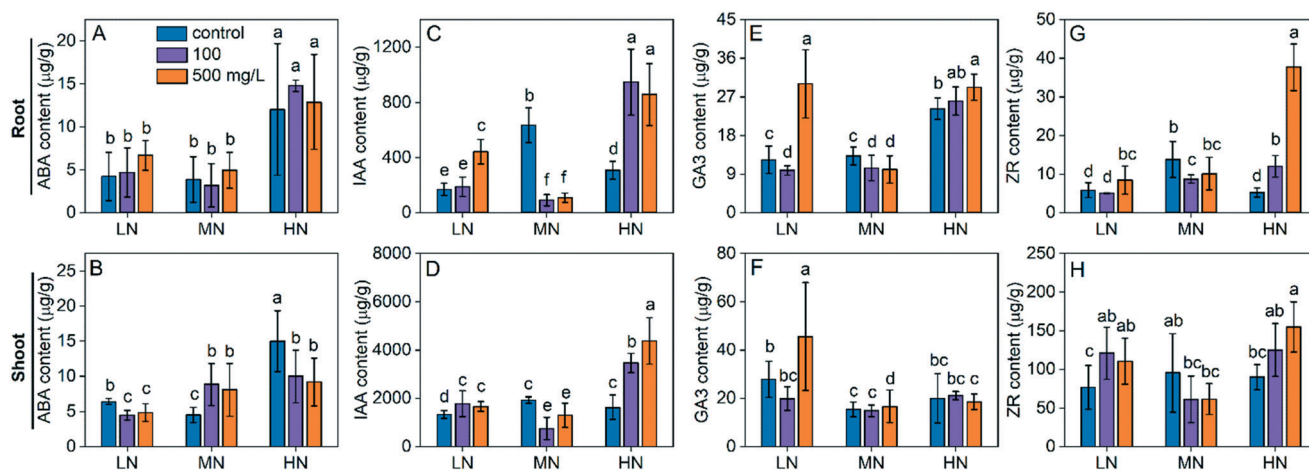 Root
A
control
100
500 mg/L
ABA content (µg/g)
20
15
10
5
0
b b b
b b b
a a a
LN MN HN
C
IAA content (µg/g)
1200
800
400
0
e e c
b f f
d a a
LN MN HN
E
GA3 content (µg/g)
45
36
27
18
9
0
c d a
c d d
b ab a
LN MN HN
G
ZR content (µg/g)
50
40
30
20
10
0
d d bc
b c bc
d b a
LN MN HN
Shoot
B
ABA content (µg/g)
25
20
15
10
5
0
b c c
c b b
a b b
LN MN HN
D
IAA content (µg/g)
8000
6000
4000
2000
0
d c c
c e e
c b a
LN MN HN
F
GA3 content (µg/g)
80
60
40
20
0
b bc a
c c d
bc bc c
LN MN HN
H
ZR content (µg/g)
250
200
150
100
50
0
bc ab ab
ab bc bc
bc ab a
LN MN HN